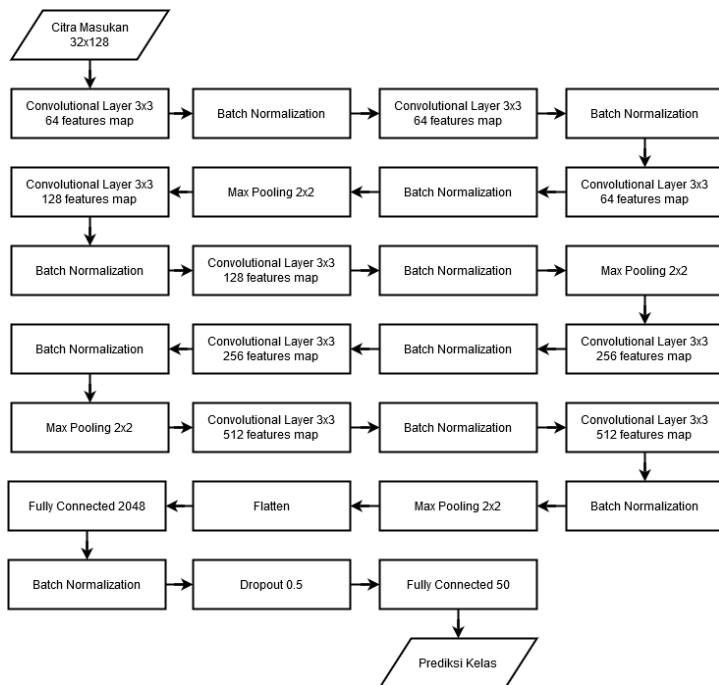 Citra Masukan
32x128
Convolutional Layer 3x3
64 features map
Batch Normalization
Convolutional Layer 3x3
64 features map
Batch Normalization
Convolutional Layer 3x3
64 features map
Batch Normalization
Max Pooling 2x2
Convolutional Layer 3x3
128 features map
Batch Normalization
Convolutional Layer 3x3
128 features map
Batch Normalization
Max Pooling 2x2
Convolutional Layer 3x3
256 features map
Batch Normalization
Convolutional Layer 3x3
256 features map
Batch Normalization
Max Pooling 2x2
Convolutional Layer 3x3
512 features map
Batch Normalization
Convolutional Layer 3x3
512 features map
Batch Normalization
Max Pooling 2x2
Flatten
Fully Connected 2048
Batch Normalization
Dropout 0.5
Fully Connected 50
Prediksi Kelas